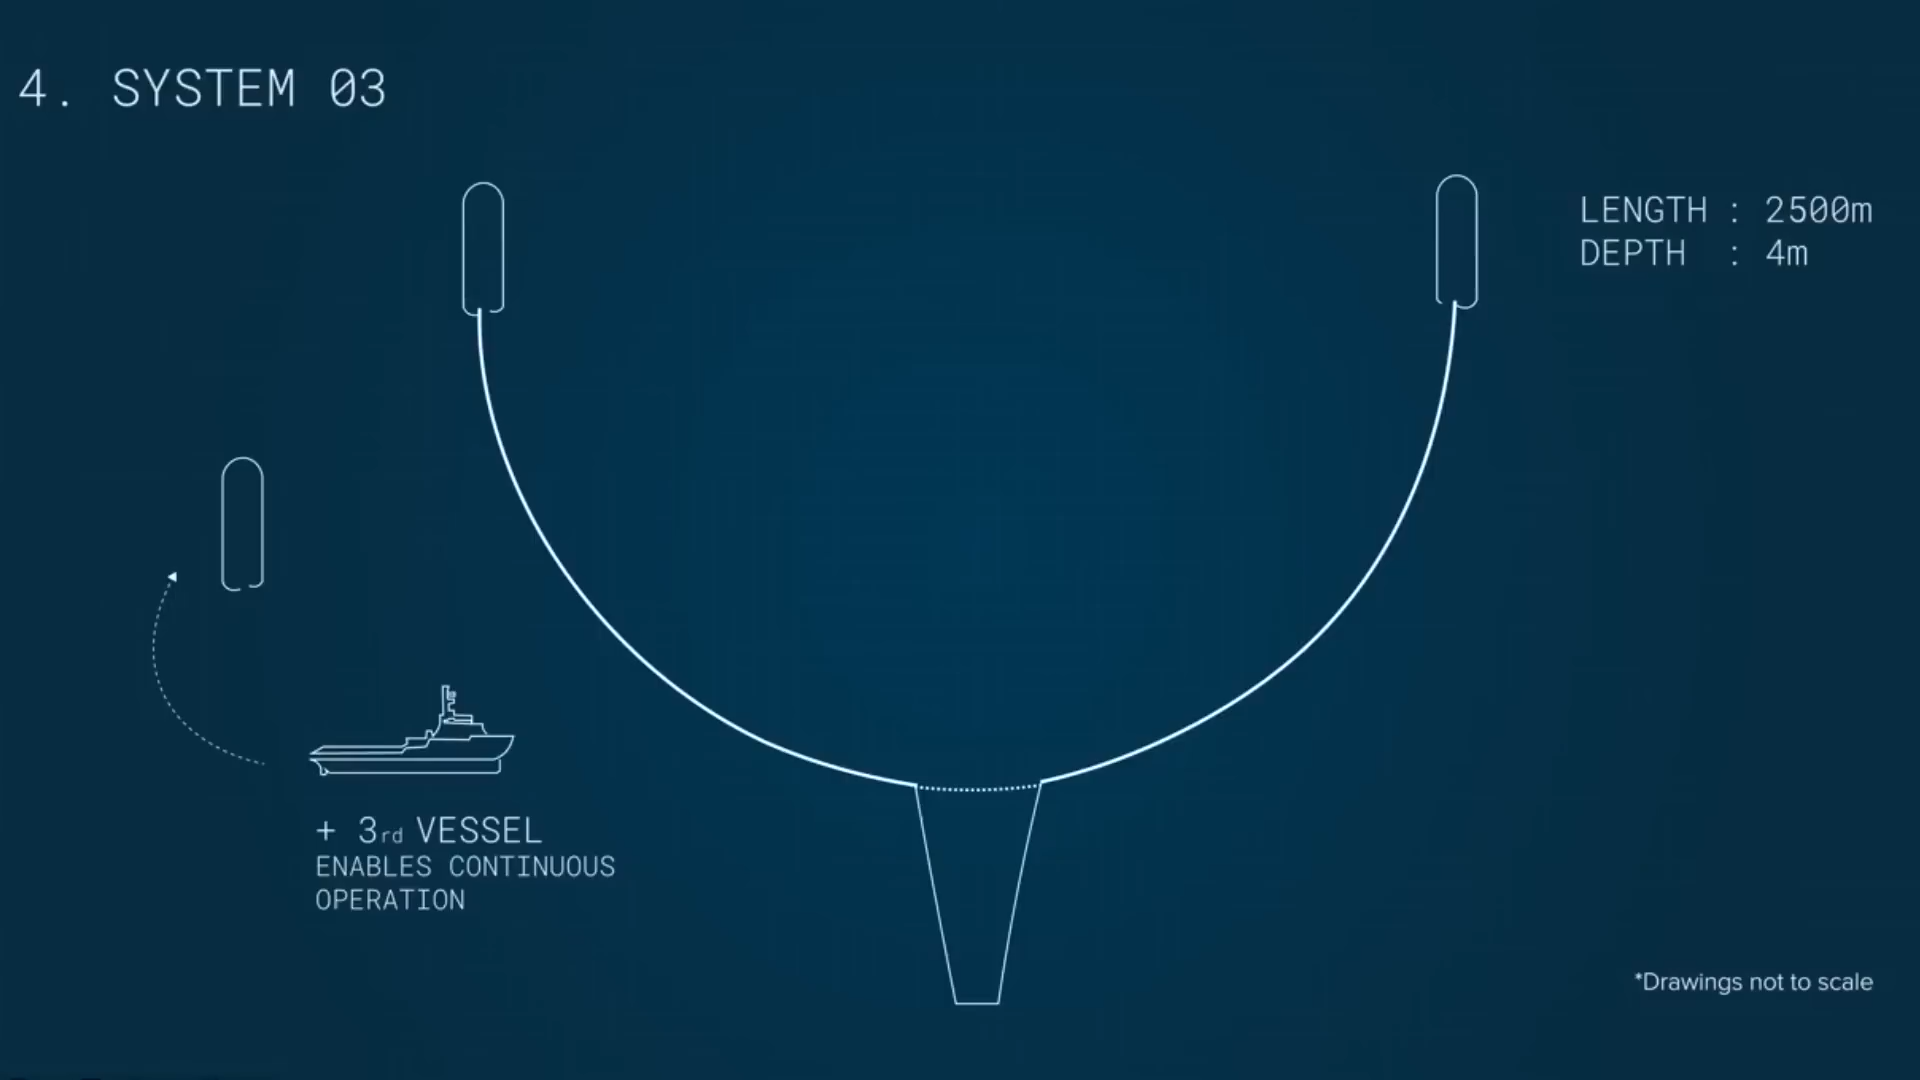 4. SYSTEM 03
LENGTH : 2500m
DEPTH : 4m
+ 3rd VESSEL
ENABLES CONTINUOUS
OPERATION
*Drawings not to scale